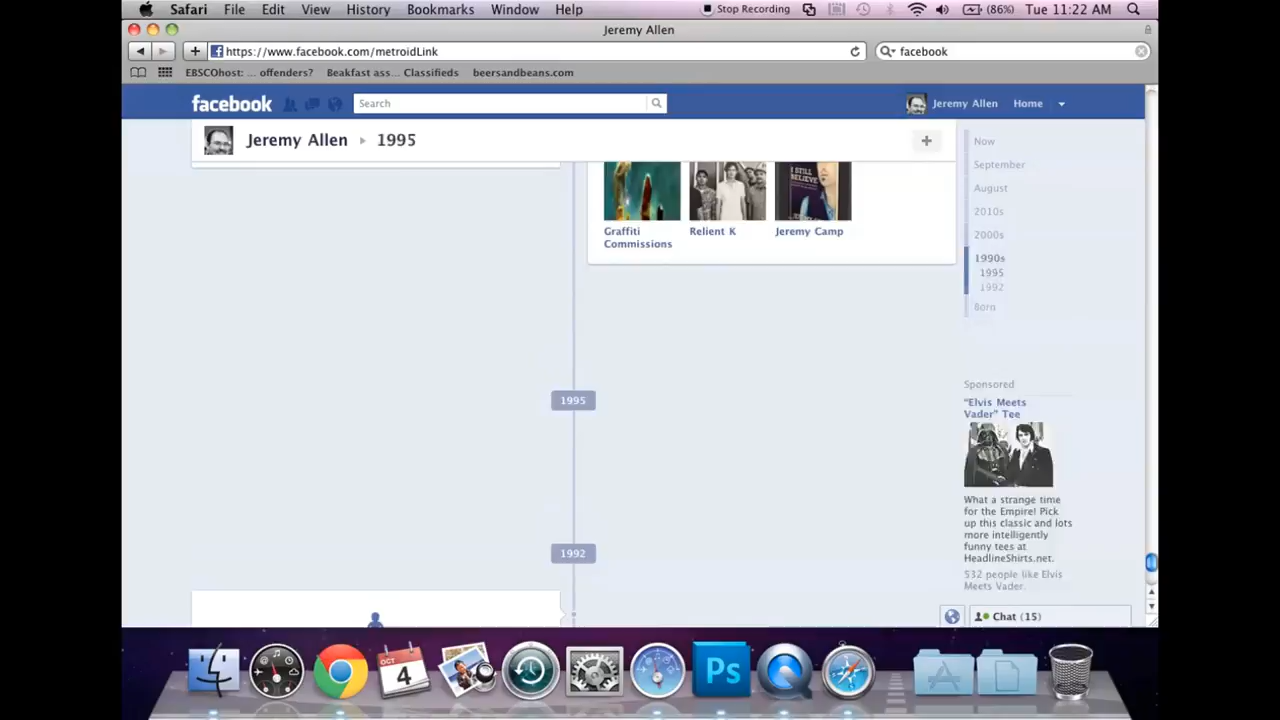 Safari File Edit View History Bookmarks Window Help Stop Recording (86%) Tue 11:22 AM
Jeremy Allen
https://www.facebook.com/metroidLink
facebook
EBSCOhost: ... offenders? Beakfast ass... Classifieds beersandbeans.com
facebook Search Jeremy Allen Home
Jeremy Allen 1995
Now
September
August
2010s
2000s
1990s
1995
1992
Born
I STILL
BELIEVE
Graffiti
Commissions
Relient K
Jeremy Camp
1995
1992
Sponsored
"Elvis Meets
Vader" Tee
What a strange time
for the Empire! Pick
up this classic and lots
more intelligently
funny tees at
HeadlineShirts.net.
532 people like Elvis
Meets Vader.
Chat (15)
OCT
4
Ps